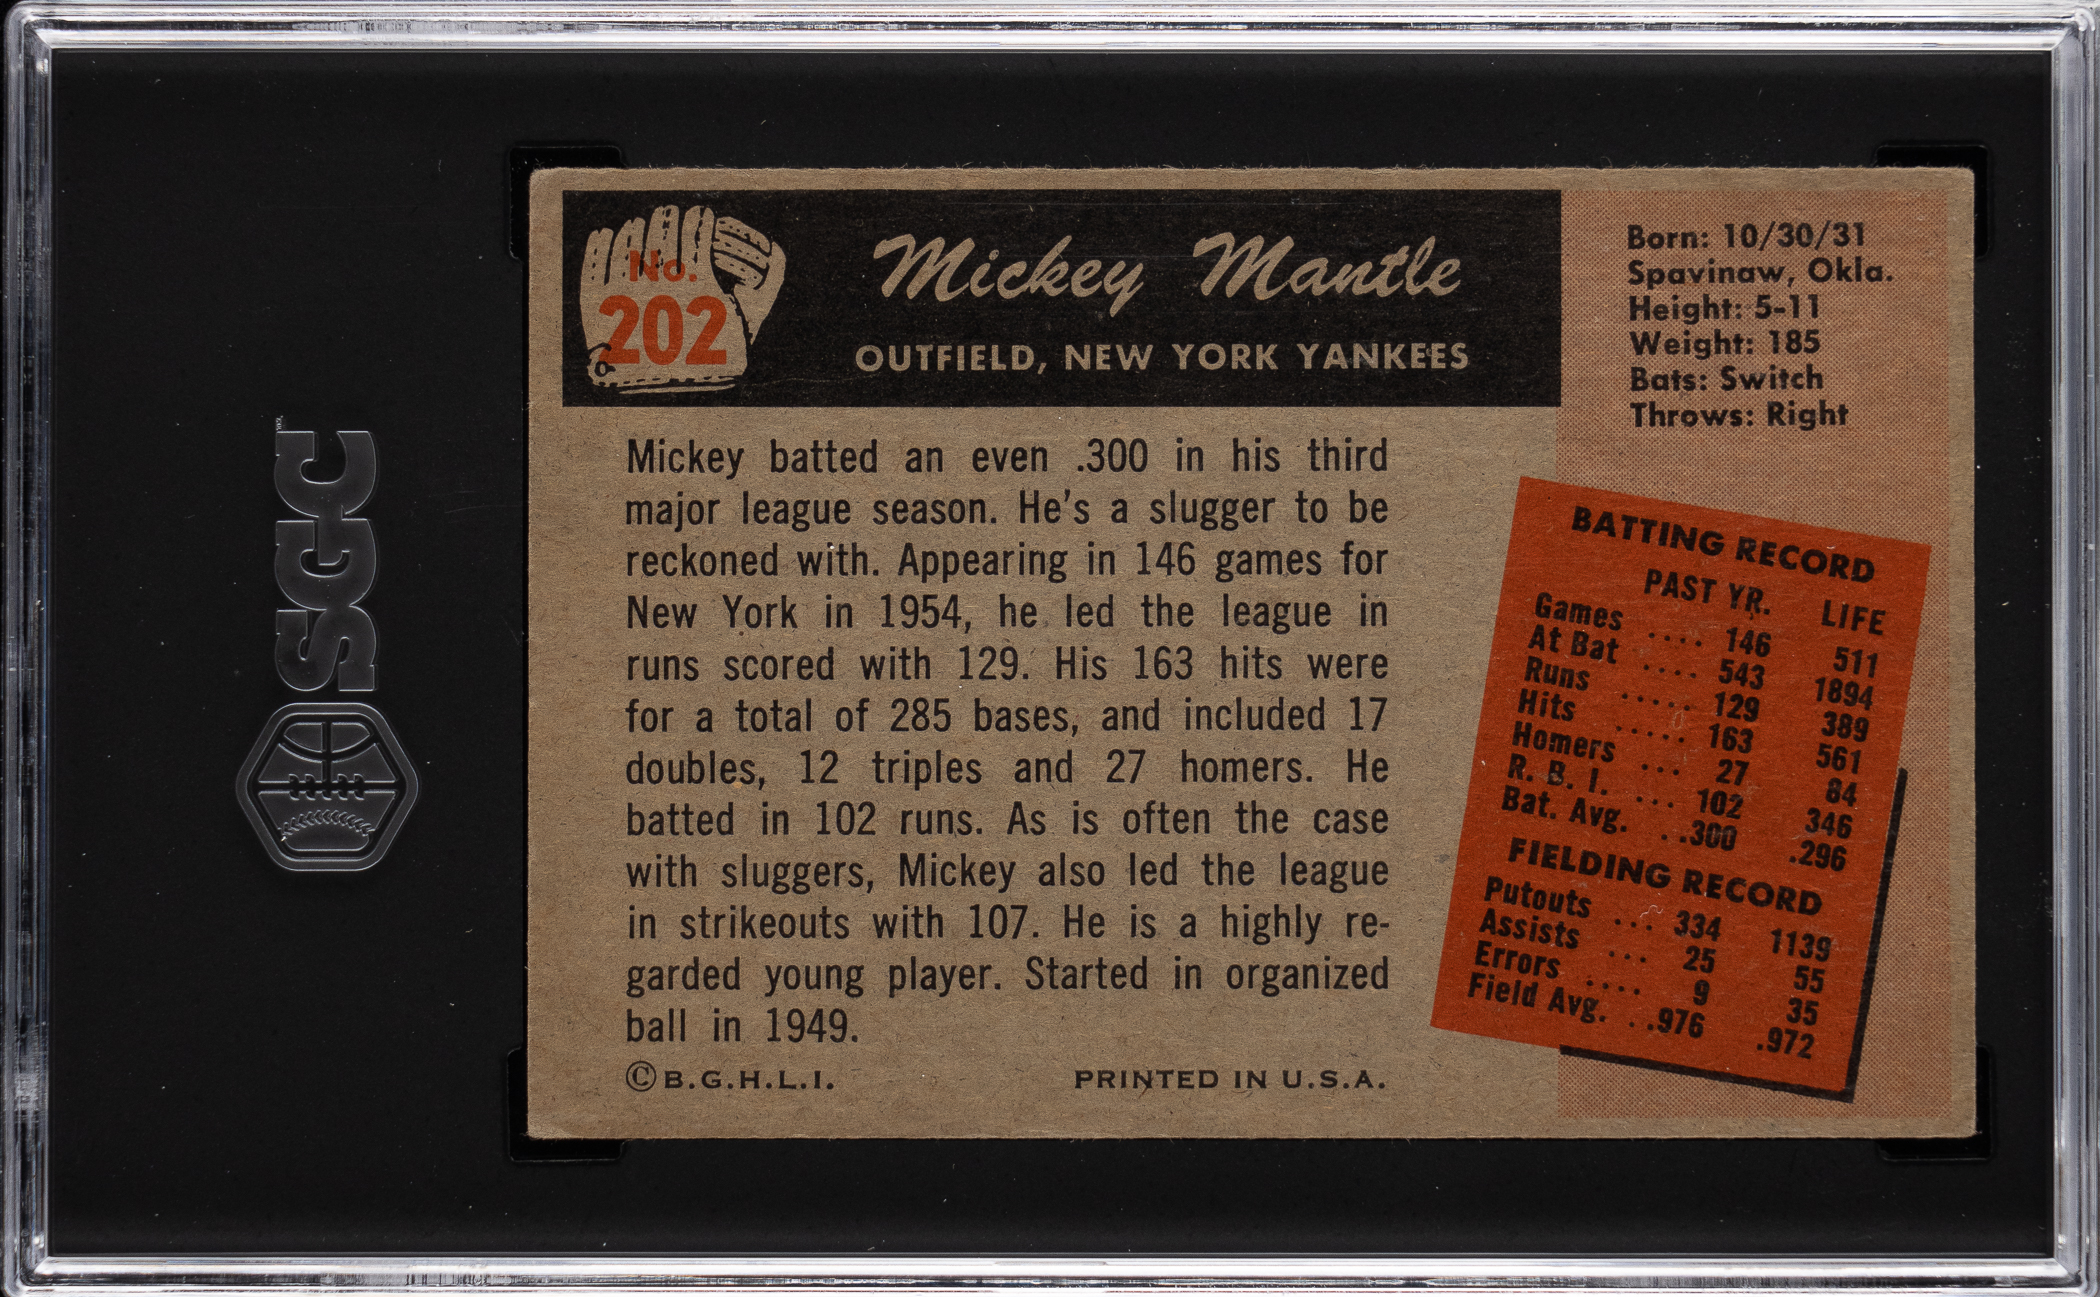 SGC
No.
202
Mickey Mantle
OUTFIELD, NEW YORK YANKEES
Born: 10/30/31
Spavinaw, Okla.
Height: 5-11
Weight: 185
Bats: Switch
Throws: Right
Mickey batted an even .300 in his third
major league season. He's a slugger to be
reckoned with. Appearing in 146 games for
New York in 1954, he led the league in
runs scored with 129. His 163 hits were
for a total of 285 bases, and included 17
doubles, 12 triples and 27 homers. He
batted in 102 runs. As is often the case
with sluggers, Mickey also led the league
in strikeouts with 107. He is a highly re-
garded young player. Started in organized
ball in 1949.
© B.G.H.L.I. PRINTED IN U.S.A.
BATTING RECORD
PAST YR. LIFE
Games .... 146 511
At Bat .... 543 1894
Runs ..... 129 389
Hits ..... 163 561
Homers ... 27 84
R. B. I. ... 102 346
Bat. Avg. ..300 .296
FIELDING RECORD
Putouts ... 334 1139
Assists ... 25 55
Errors .... 9 35
Field Avg. ..976 .972